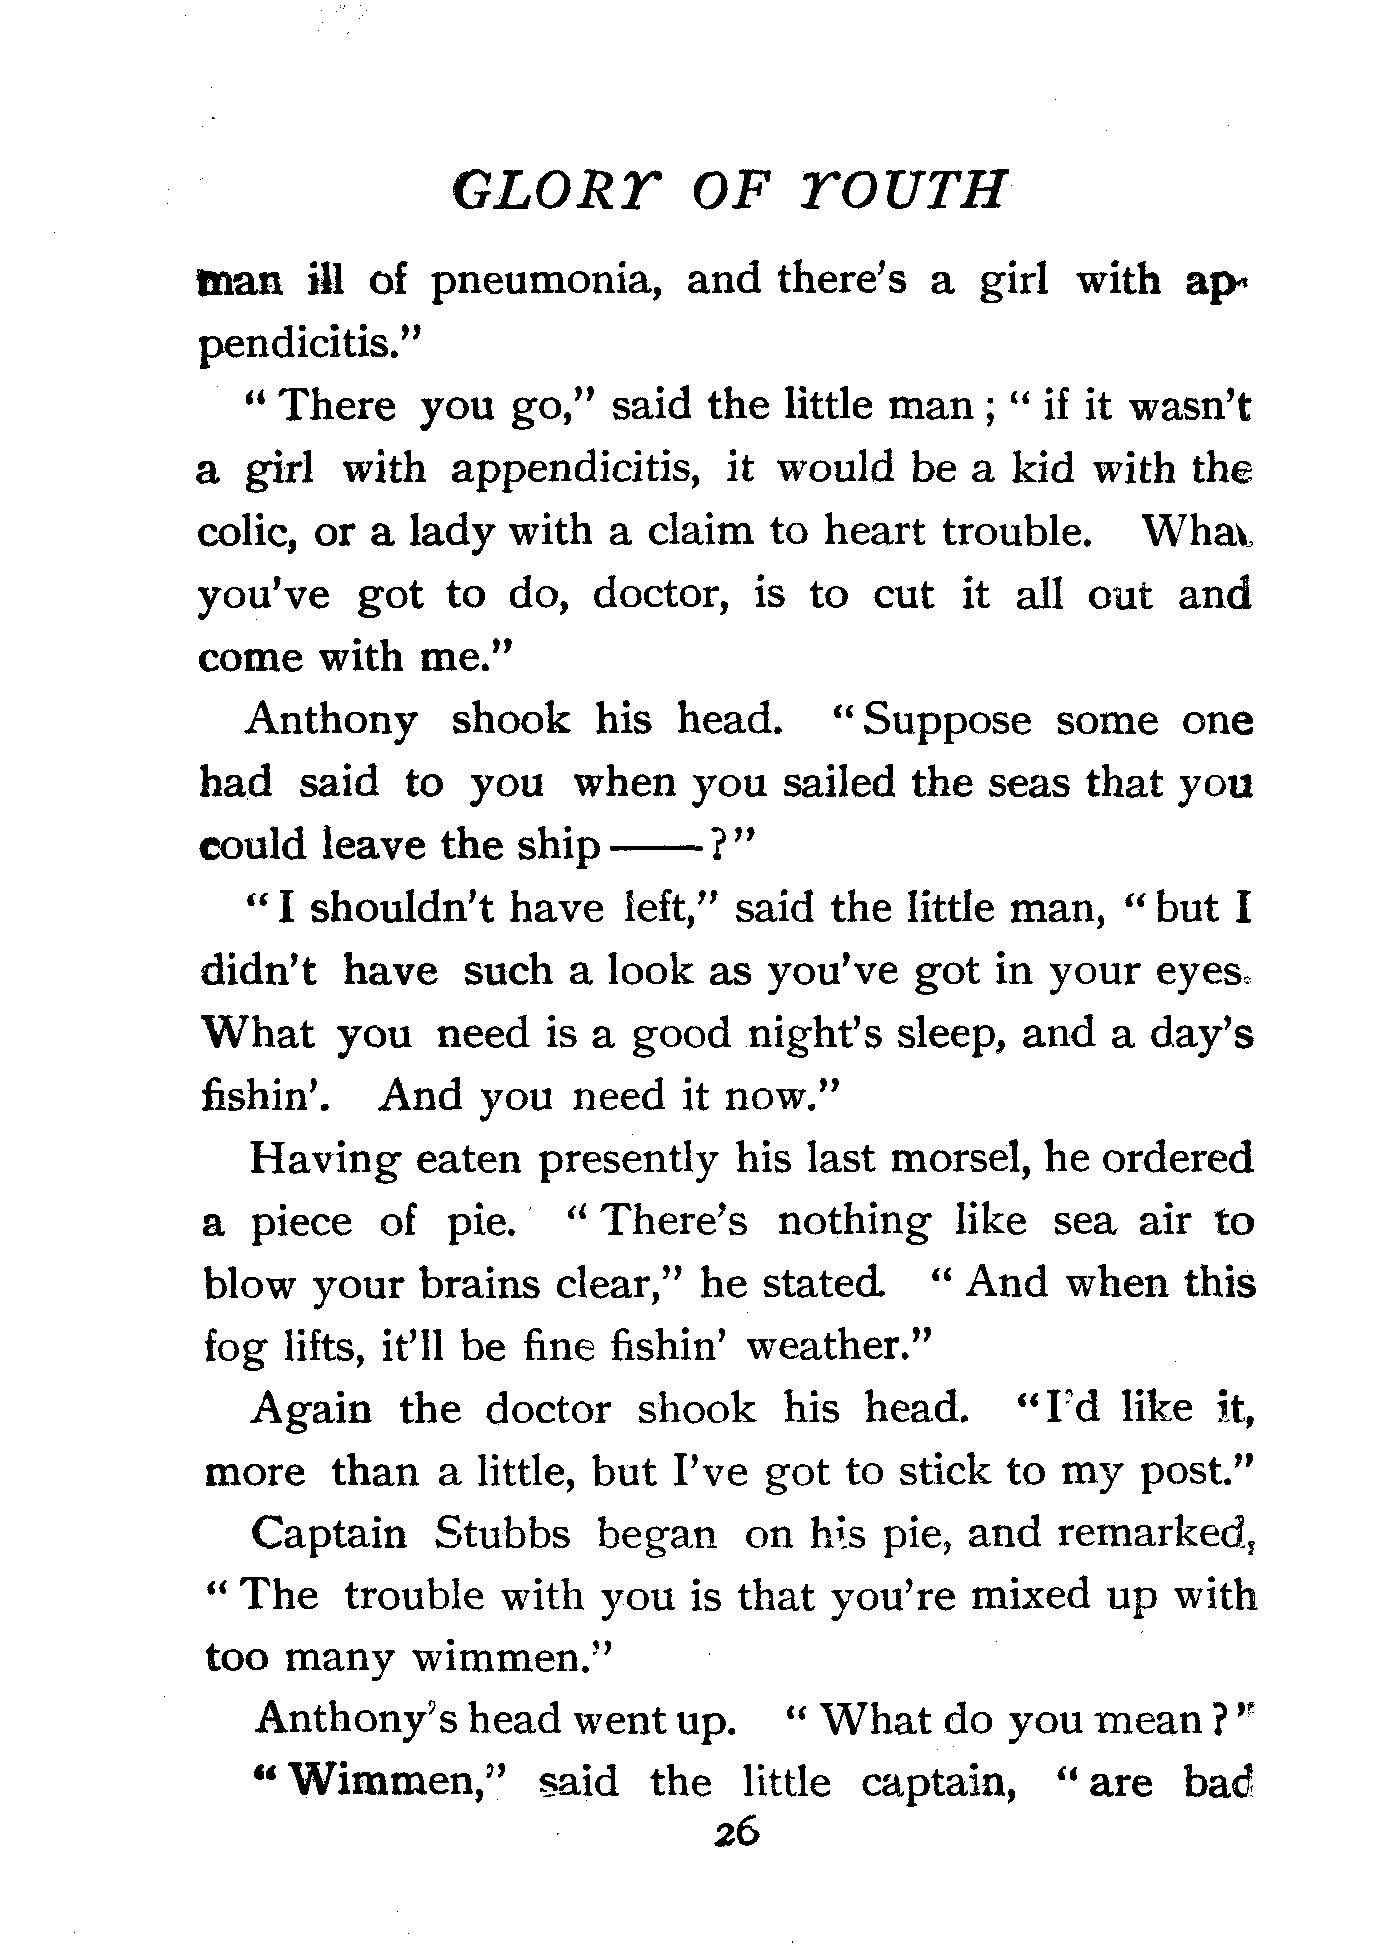 GLORY OF YOUTH
man ill of pneumonia, and there's a girl with ap-
pendicitis."
"There you go," said the little man; "if it wasn't
a girl with appendicitis, it would be a kid with the
colic, or a lady with a claim to heart trouble. What
you've got to do, doctor, is to cut it all out and
come with me."
Anthony shook his head. "Suppose some one
had said to you when you sailed the seas that you
could leave the ship——?"
"I shouldn't have left," said the little man, "but I
didn't have such a look as you've got in your eyes.
What you need is a good night's sleep, and a day's
fishin'. And you need it now."
Having eaten presently his last morsel, he ordered
a piece of pie. "There's nothing like sea air to
blow your brains clear," he stated. "And when this
fog lifts, it'll be fine fishin' weather."
Again the doctor shook his head. "I'd like it,
more than a little, but I've got to stick to my post."
Captain Stubbs began on his pie, and remarked,
"The trouble with you is that you're mixed up with
too many wimmen."
Anthony's head went up. "What do you mean?"
"Wimmen," said the little captain, "are bad
26